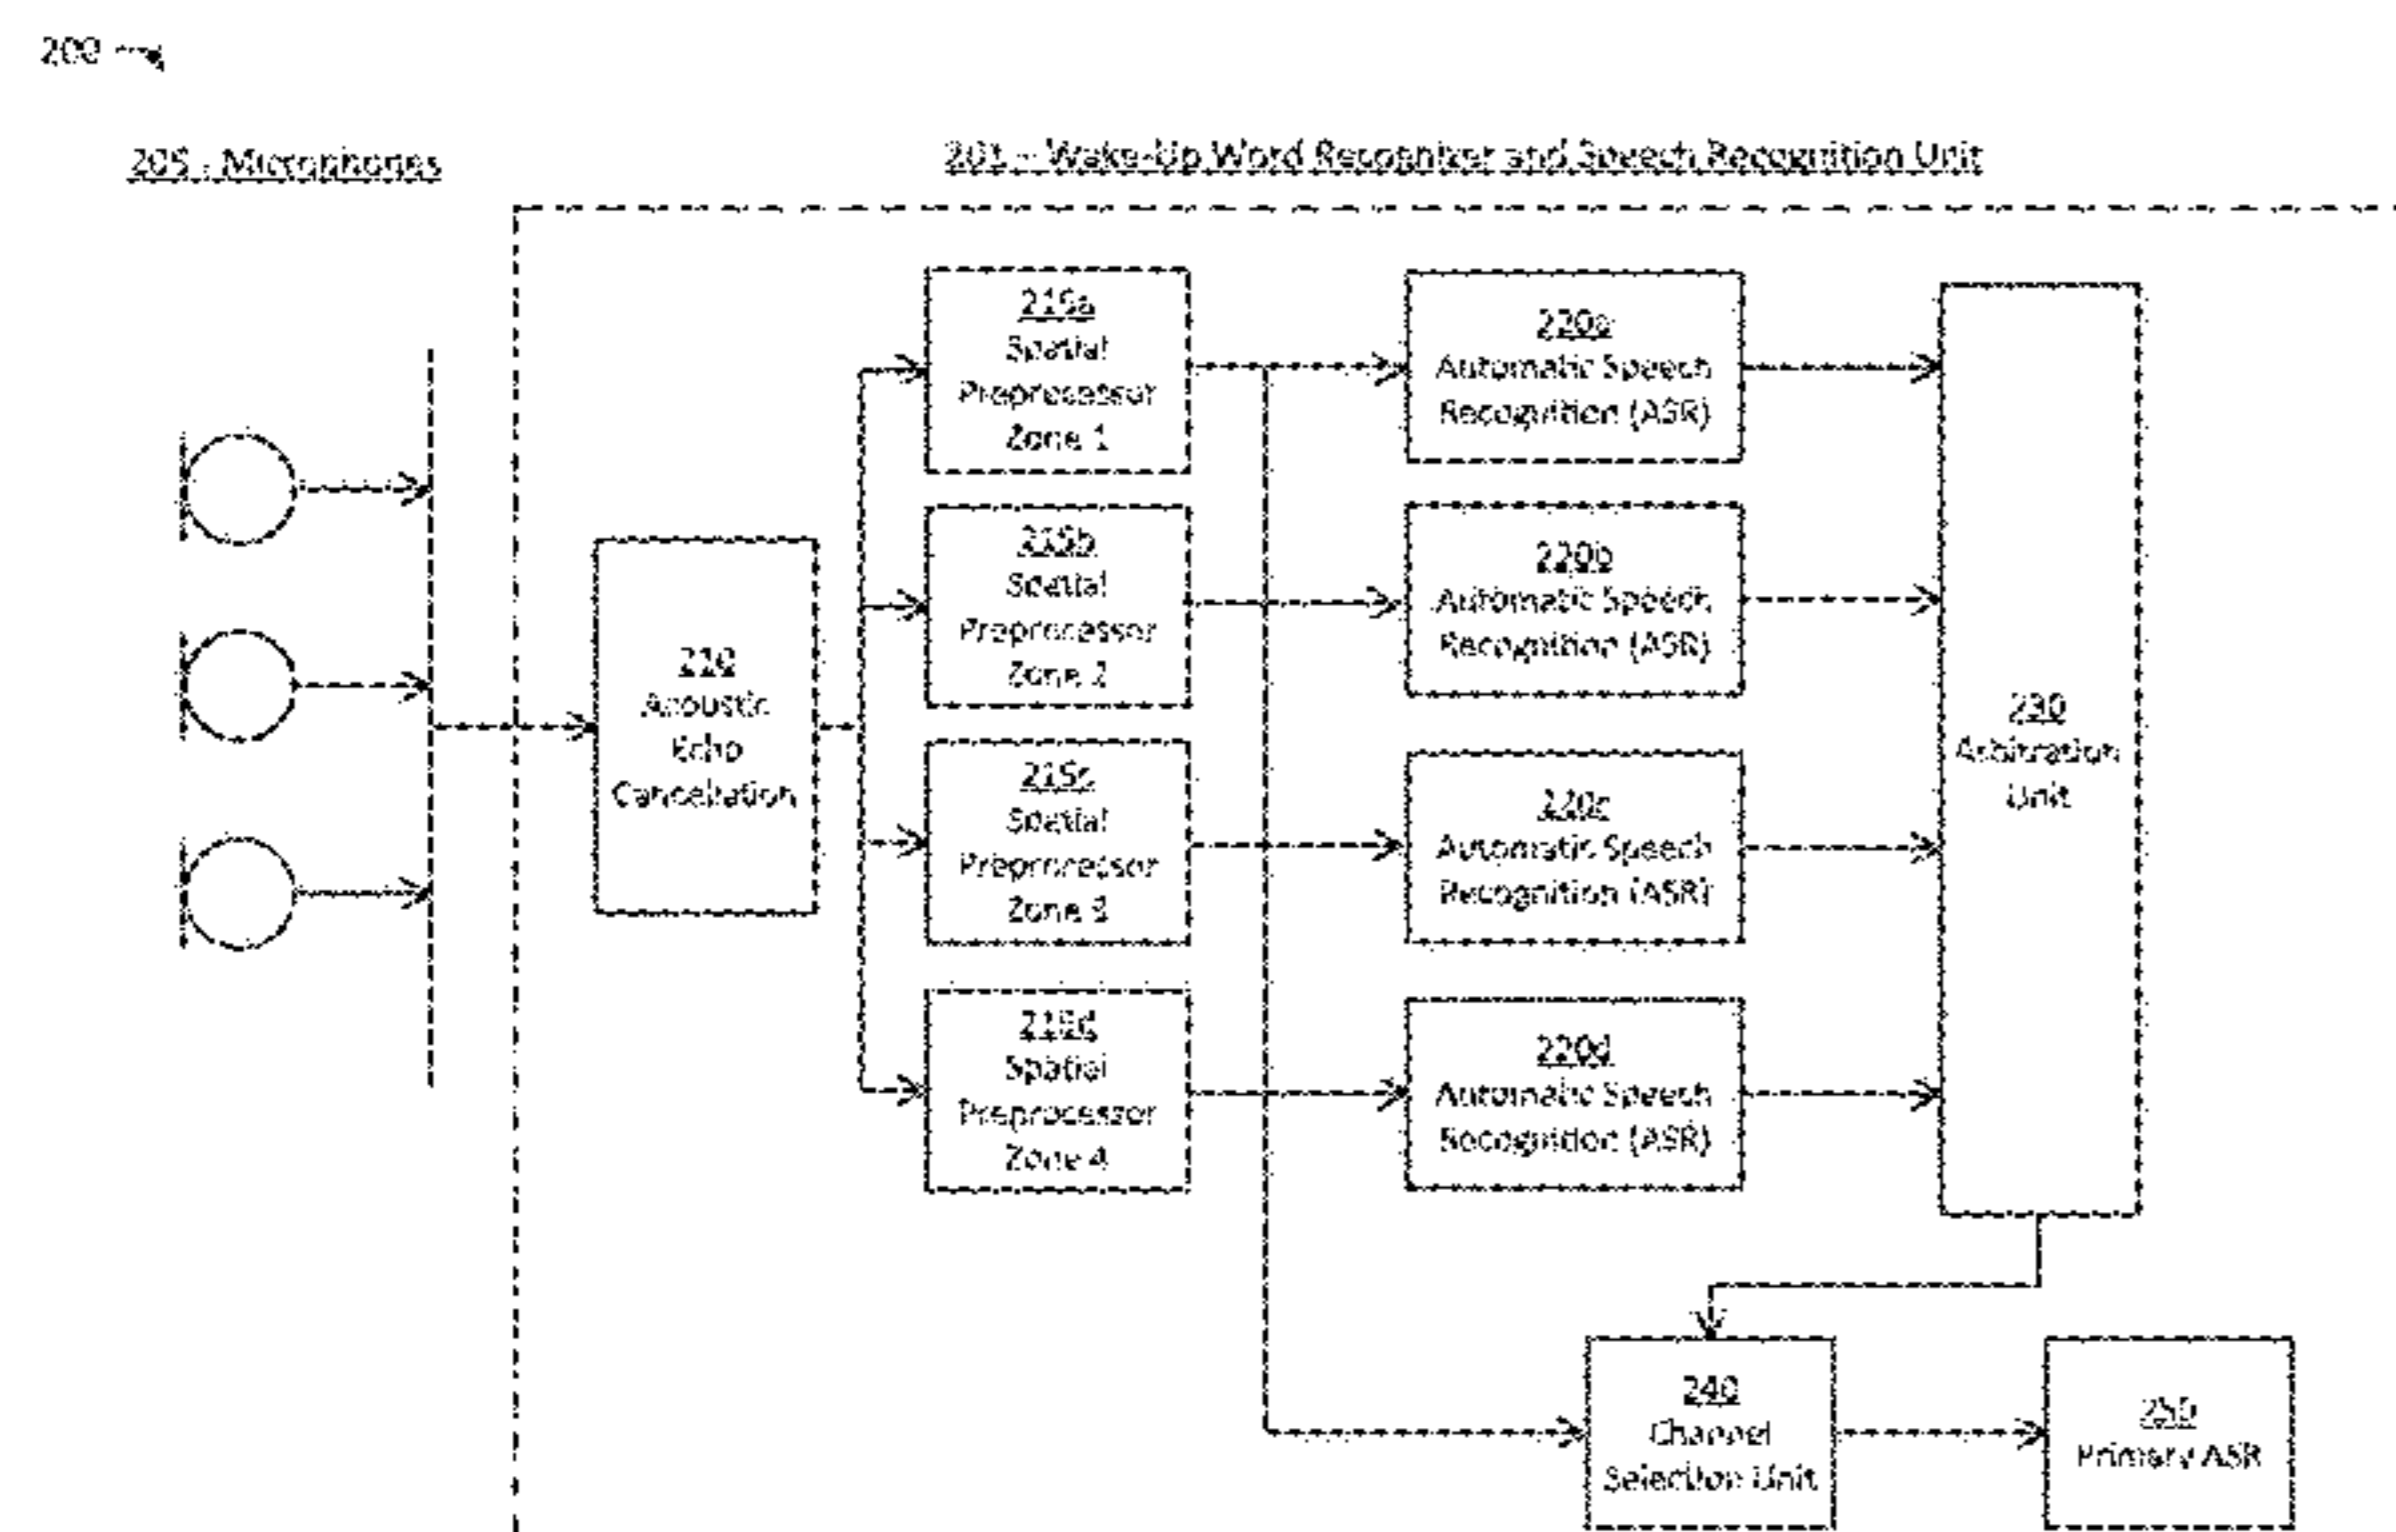 200
205 - Microphones
201 - Wake-Up Word Recognizer and Speech Recognition Unit
215a
Spatial
Preprocessor
Zone 1
220a
Automatic Speech
Recognition (ASR)
215b
Spatial
Preprocessor
Zone 2
220b
Automatic Speech
Recognition (ASR)
210
Acoustic
Echo
Cancellation
230
Arbitration
Unit
215c
Spatial
Preprocessor
Zone 3
220c
Automatic Speech
Recognition (ASR)
215d
Spatial
Preprocessor
Zone 4
220d
Automatic Speech
Recognition (ASR)
240
Channel
Selection Unit
250
Primary ASR